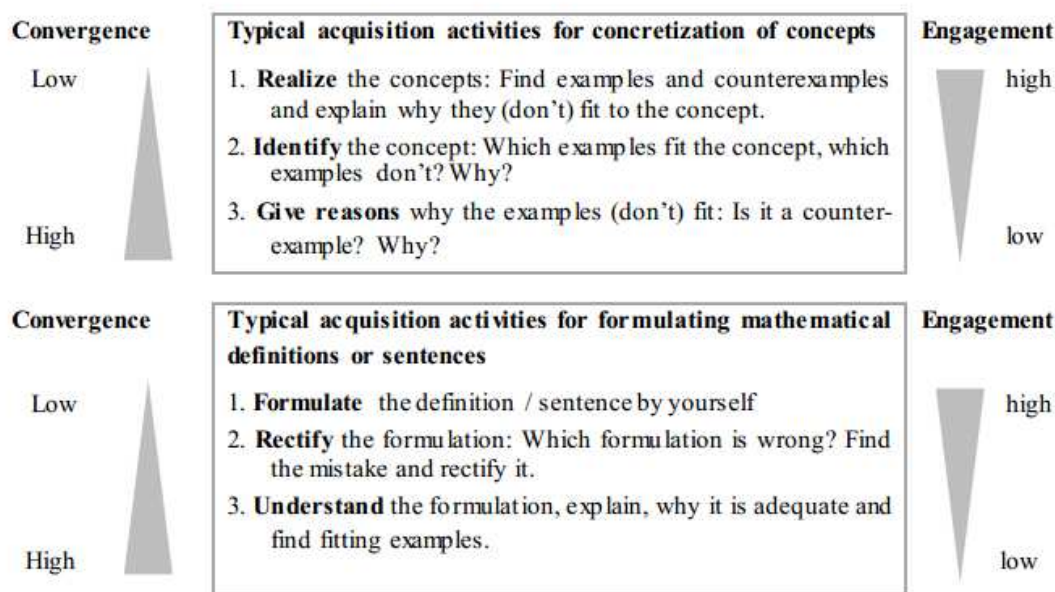 Convergence
Typical acquisition activities for concretization of concepts
Engagement
Low
1. Realize the concepts: Find examples and counterexamples
and explain why they (don't) fit to the concept.
high
2. Identify the concept: Which examples fit the concept, which
examples don't? Why?
3. Give reasons why the examples (don't) fit: Is it a counter-
example? Why?
High
low
Convergence
Typical acquisition activities for formulating mathematical
definitions or sentences
Engagement
Low
1. Formulate the definition / sentence by yourself
high
2. Rectify the formulation: Which formulation is wrong? Find
the mistake and rectify it.
3. Understand the formulation, explain, why it is adequate and
find fitting examples.
High
low